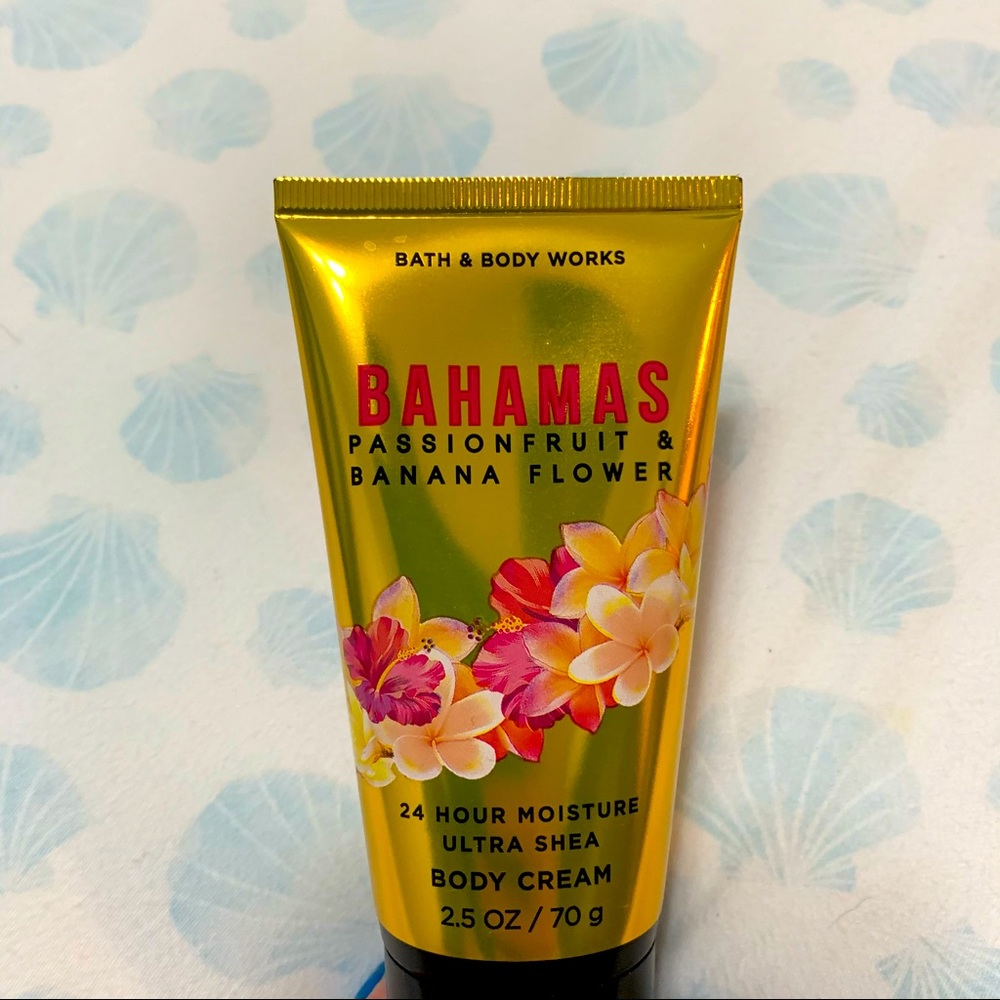 BATH & BODY WORKS
BAHAMAS
PASSIONFRUIT &
BANANA FLOWER
24 HOUR MOISTURE
ULTRA SHEA
BODY CREAM
2.5 OZ / 70 g